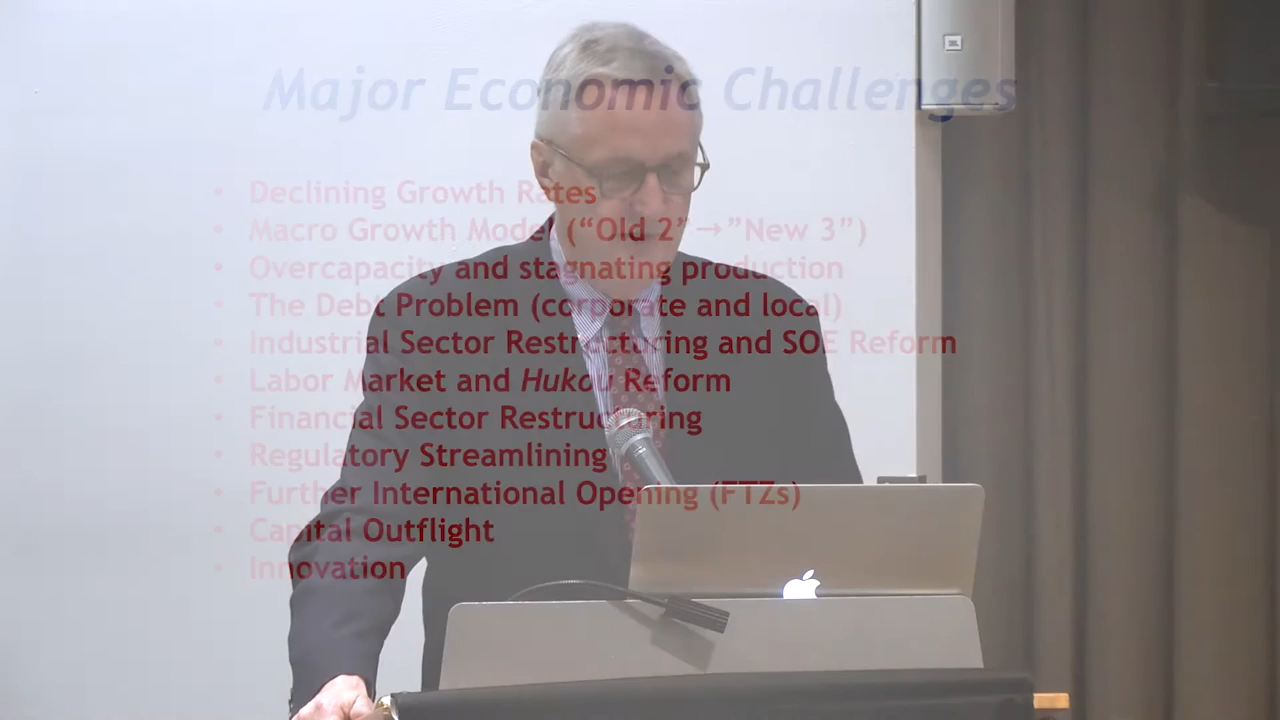 Major Economic Challenges
• Declining Growth Rates
• Macro Growth Model (“Old 2”→”New 3”)
• Overcapacity and stagnating production
• The Debt Problem (corporate and local)
• Industrial Sector Restructuring and SOE Reform
• Labor Market and Hukou Reform
• Financial Sector Restructuring
• Regulatory Streamlining
• Further International Opening (FTZs)
• Capital Outflight
• Innovation
JBL